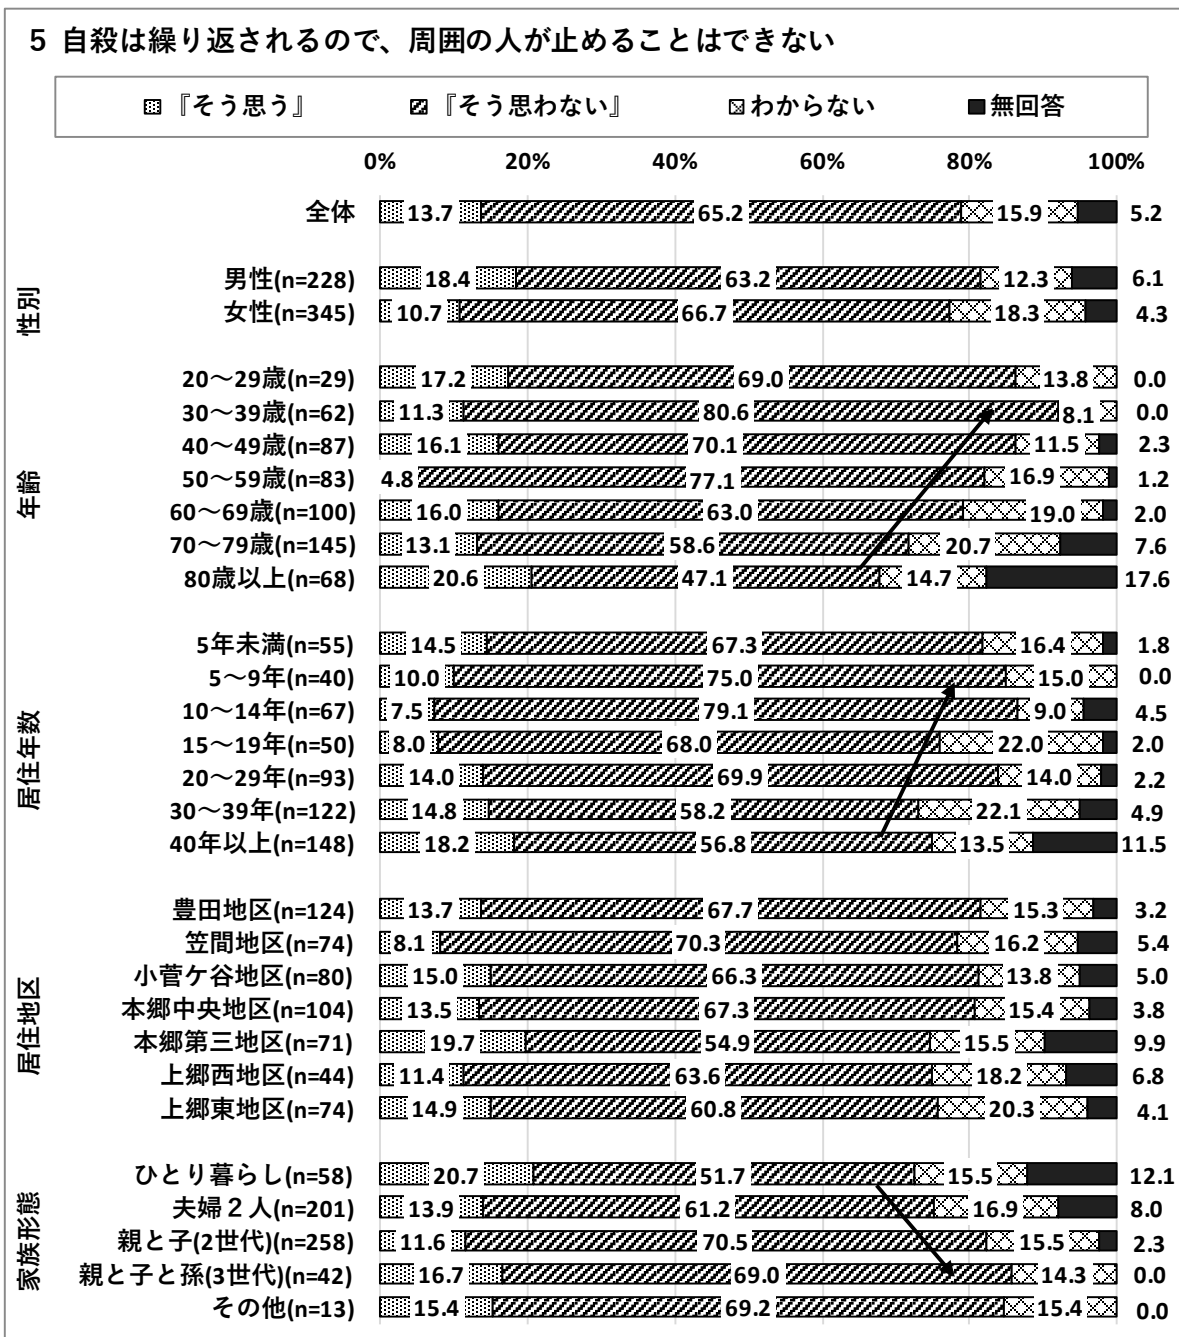 5 自殺は繰り返されるので、周囲の人が止めることはできない
『そう思う』 『そう思わない』 わからない 無回答
0% 20% 40% 60% 80% 100%
全体 13.7 65.2 15.9 5.2
性別
男性(n=228) 18.4 63.2 12.3 6.1
女性(n=345) 10.7 66.7 18.3 4.3
年齢
20～29歳(n=29) 17.2 69.0 13.8 0.0
30～39歳(n=62) 11.3 80.6 8.1 0.0
40～49歳(n=87) 16.1 70.1 11.5 2.3
50～59歳(n=83) 4.8 77.1 16.9 1.2
60～69歳(n=100) 16.0 63.0 19.0 2.0
70～79歳(n=145) 13.1 58.6 20.7 7.6
80歳以上(n=68) 20.6 47.1 14.7 17.6
居住年数
5年未満(n=55) 14.5 67.3 16.4 1.8
5～9年(n=40) 10.0 75.0 15.0 0.0
10～14年(n=67) 7.5 79.1 9.0 4.5
15～19年(n=50) 8.0 68.0 22.0 2.0
20～29年(n=93) 14.0 69.9 14.0 2.2
30～39年(n=122) 14.8 58.2 22.1 4.9
40年以上(n=148) 18.2 56.8 13.5 11.5
居住地区
豊田地区(n=124) 13.7 67.7 15.3 3.2
笠間地区(n=74) 8.1 70.3 16.2 5.4
小菅ケ谷地区(n=80) 15.0 66.3 13.8 5.0
本郷中央地区(n=104) 13.5 67.3 15.4 3.8
本郷第三地区(n=71) 19.7 54.9 15.5 9.9
上郷西地区(n=44) 11.4 63.6 18.2 6.8
上郷東地区(n=74) 14.9 60.8 20.3 4.1
家族形態
ひとり暮らし(n=58) 20.7 51.7 15.5 12.1
夫婦２人(n=201) 13.9 61.2 16.9 8.0
親と子(2世代)(n=258) 11.6 70.5 15.5 2.3
親と子と孫(3世代)(n=42) 16.7 69.0 14.3 0.0
その他(n=13) 15.4 69.2 15.4 0.0